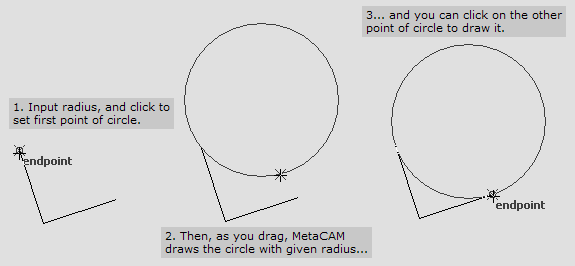 1. Input radius, and click to
set first point of circle.
endpoint
2. Then, as you drag, MetaCAM
draws the circle with given radius...
3... and you can click on the other
point of circle to draw it.
endpoint